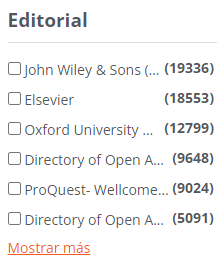 Editorial
John Wiley & Sons (... (19336)
Elsevier (18553)
Oxford University ... (12799)
Directory of Open A... (9648)
ProQuest- Wellcome... (9024)
Directory of Open A... (5091)
Mostrar más